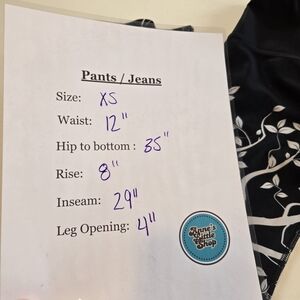 Pants / Jeans
Size: XS
Waist: 12"
Hip to bottom : 35"
Rise: 8"
Inseam: 29"
Leg Opening: 4"
Anne's
Little
Shop